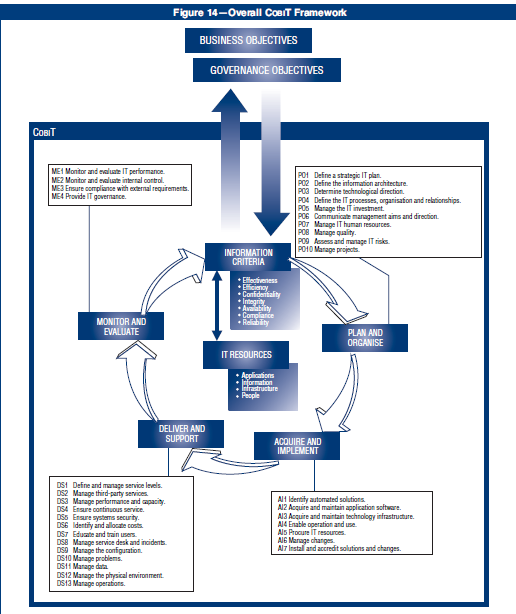 Figure 14—Overall COBIT Framework
BUSINESS OBJECTIVES
GOVERNANCE OBJECTIVES
COBIT
ME1 Monitor and evaluate IT performance.
ME2 Monitor and evaluate internal control.
ME3 Ensure compliance with external requirements.
ME4 Provide IT governance.
PO1 Define a strategic IT plan.
PO2 Define the information architecture.
PO3 Determine technological direction.
PO4 Define the IT processes, organisation and relationships.
PO5 Manage the IT investment.
PO6 Communicate management aims and direction.
PO7 Manage IT human resources.
PO8 Manage quality.
PO9 Assess and manage IT risks.
PO10 Manage projects.
INFORMATION
CRITERIA
• Effectiveness
• Efficiency
• Confidentiality
• Integrity
• Availability
• Compliance
• Reliability
MONITOR AND
EVALUATE
PLAN AND
ORGANISE
IT RESOURCES
• Applications
• Information
• Infrastructure
• People
DELIVER AND
SUPPORT
ACQUIRE AND
IMPLEMENT
DS1 Define and manage service levels.
DS2 Manage third-party services.
DS3 Manage performance and capacity.
DS4 Ensure continuous service.
DS5 Ensure systems security.
DS6 Identify and allocate costs.
DS7 Educate and train users.
DS8 Manage service desk and incidents.
DS9 Manage the configuration.
DS10 Manage problems.
DS11 Manage data.
DS12 Manage the physical environment.
DS13 Manage operations.
AI1 Identify automated solutions.
AI2 Acquire and maintain application software.
AI3 Acquire and maintain technology infrastructure.
AI4 Enable operation and use.
AI5 Procure IT resources.
AI6 Manage changes.
AI7 Install and accredit solutions and changes.